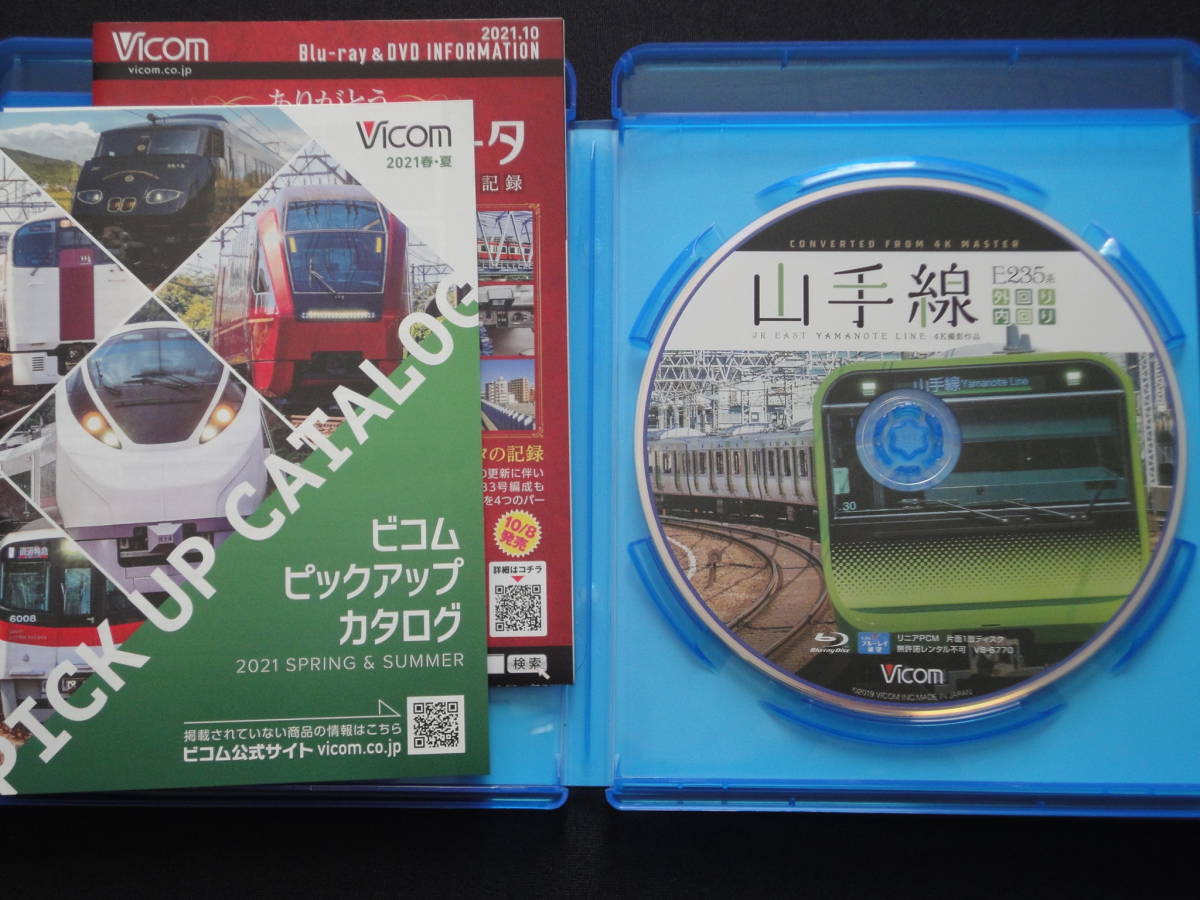 Vicom
vicom.co.jp
2021.10
Blu-ray & DVD INFORMATION
ありがとう
ータ
記録
タの記録
の更新に伴い
33号編成も
を4つのパー
10/8
発売
詳細はコチラ
検索
Vicom
2021春・夏
PICK UP CATALOG
6008
ビコム
ピックアップ
カタログ
2021 SPRING & SUMMER
掲載されていない商品の情報はこちら
ビコム公式サイト vicom.co.jp
CONVERTED FROM 4K MASTER
山手線
E235系
外回り
内回り
JR EAST YAMANOTE LINE 4K撮影作品
山手線 Yamanote Line
30
Blu-ray Disc
リニアPCM 片面1層ディスク
無許諾レンタル不可 VB-6770
Vicom
©2019 VICOM INC. MADE IN JAPAN